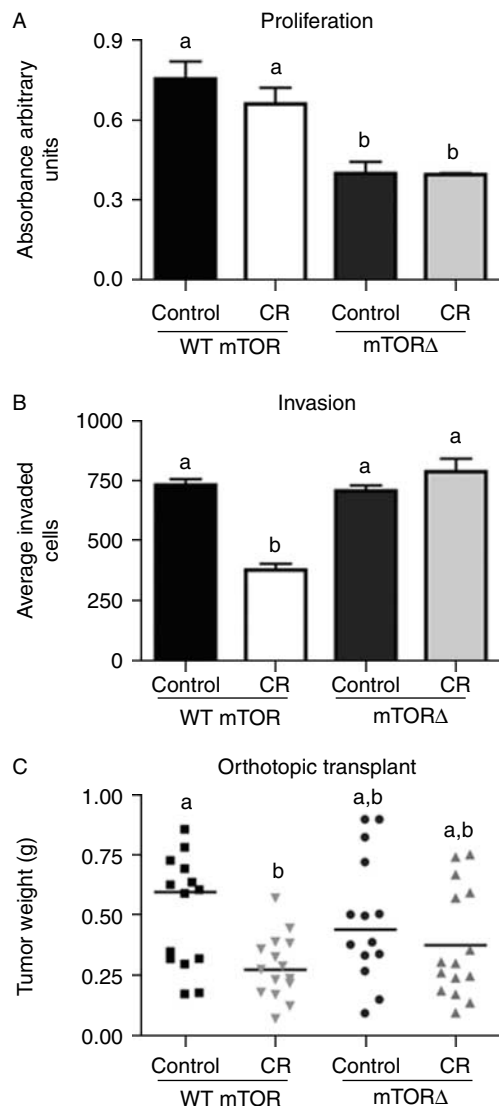 A Proliferation
Absorbance arbitrary
units
0.9
0.6
0.3
0.0
a a b b
Control CR Control CR
WT mTOR mTORΔ
B Invasion
Average invaded
cells
1000
750
500
250
0
a b a a
Control CR Control CR
WT mTOR mTORΔ
C Orthotopic transplant
Tumor weight (g)
1.00
0.75
0.50
0.25
0.00
a b a,b a,b
Control CR Control CR
WT mTOR mTORΔ